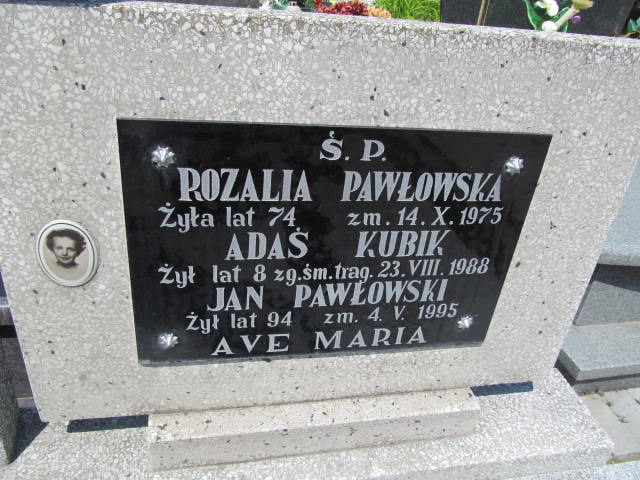 Ś. P.
ROZALIA PAWŁOWSKA
Żyła lat 74 zm. 14. X. 1975
ADAŚ KUBIK
Żył lat 8 zg. śm. trag. 23. VIII. 1988
JAN PAWŁOWSKI
Żył lat 94 zm. 4. V. 1995
AVE MARIA